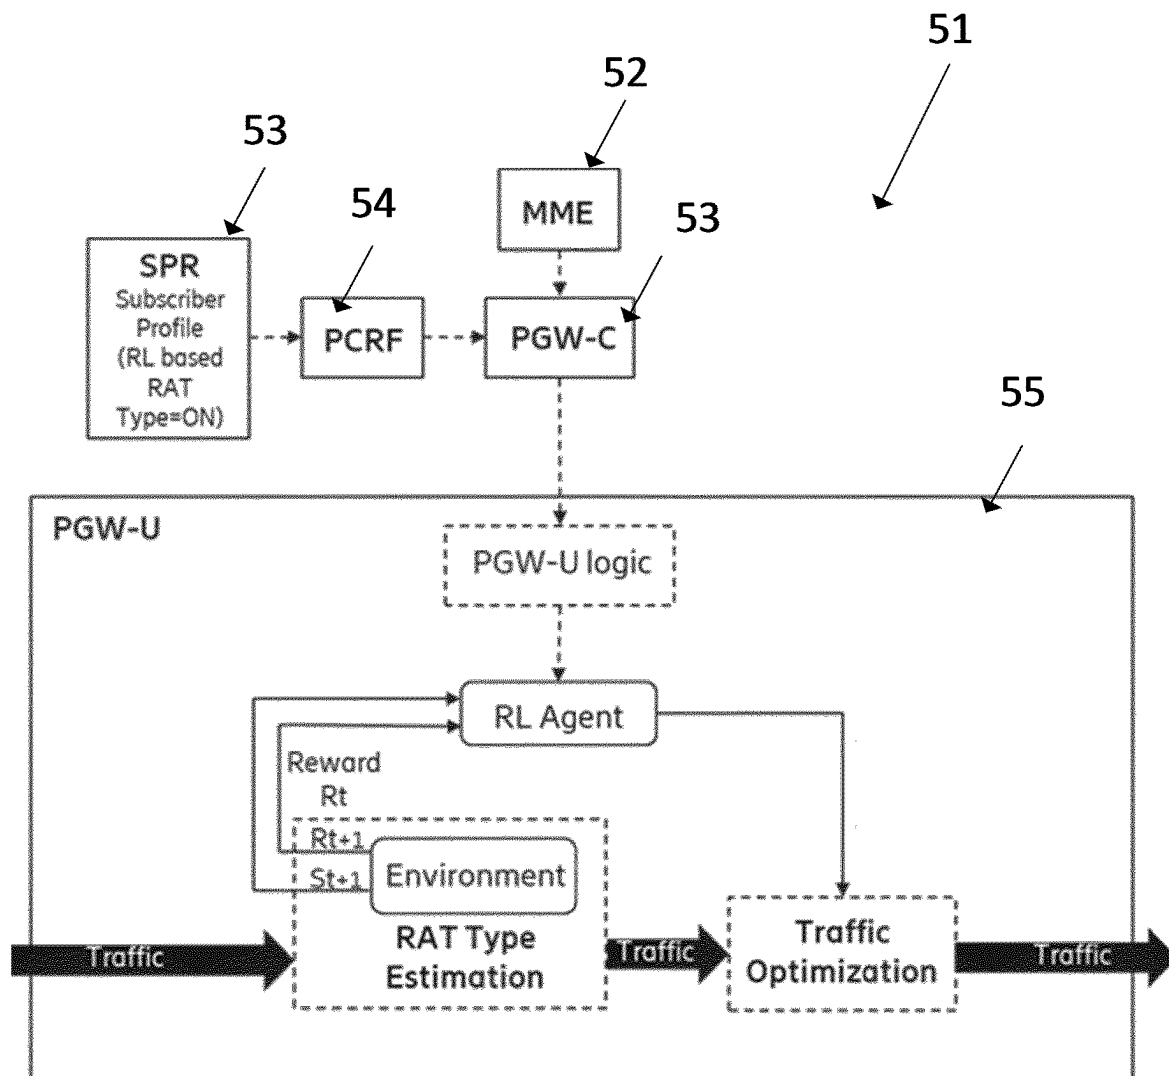 51
52
53
54
MME
53
SPR
Subscriber
Profile
(RL based
RAT
Type=ON)
PCRF
PGW-C
55
PGW-U
PGW-U logic
RL Agent
Reward
Rt
Rt+1
St+1
Environment
RAT Type
Estimation
Traffic
Traffic
Traffic
Optimization
Traffic